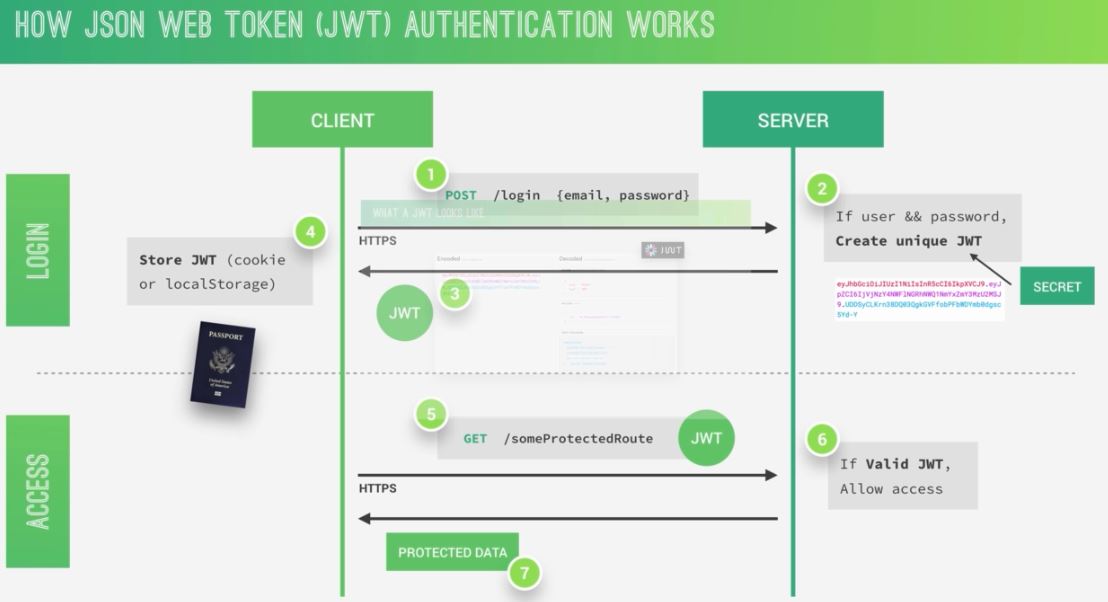 HOW JSON WEB TOKEN (JWT) AUTHENTICATION WORKS
CLIENT
SERVER
LOGIN
1
POST /login {email, password}
WHAT A JWT LOOKS LIKE
HTTPS
2
If user && password,
Create unique JWT
SECRET
4
Store JWT (cookie
or localStorage)
Encoded
Decoded
JWT
JWT
3
PASSPORT
United States
of America
ACCESS
5
GET /someProtectedRoute
JWT
HTTPS
6
If Valid JWT,
Allow access
PROTECTED DATA
7